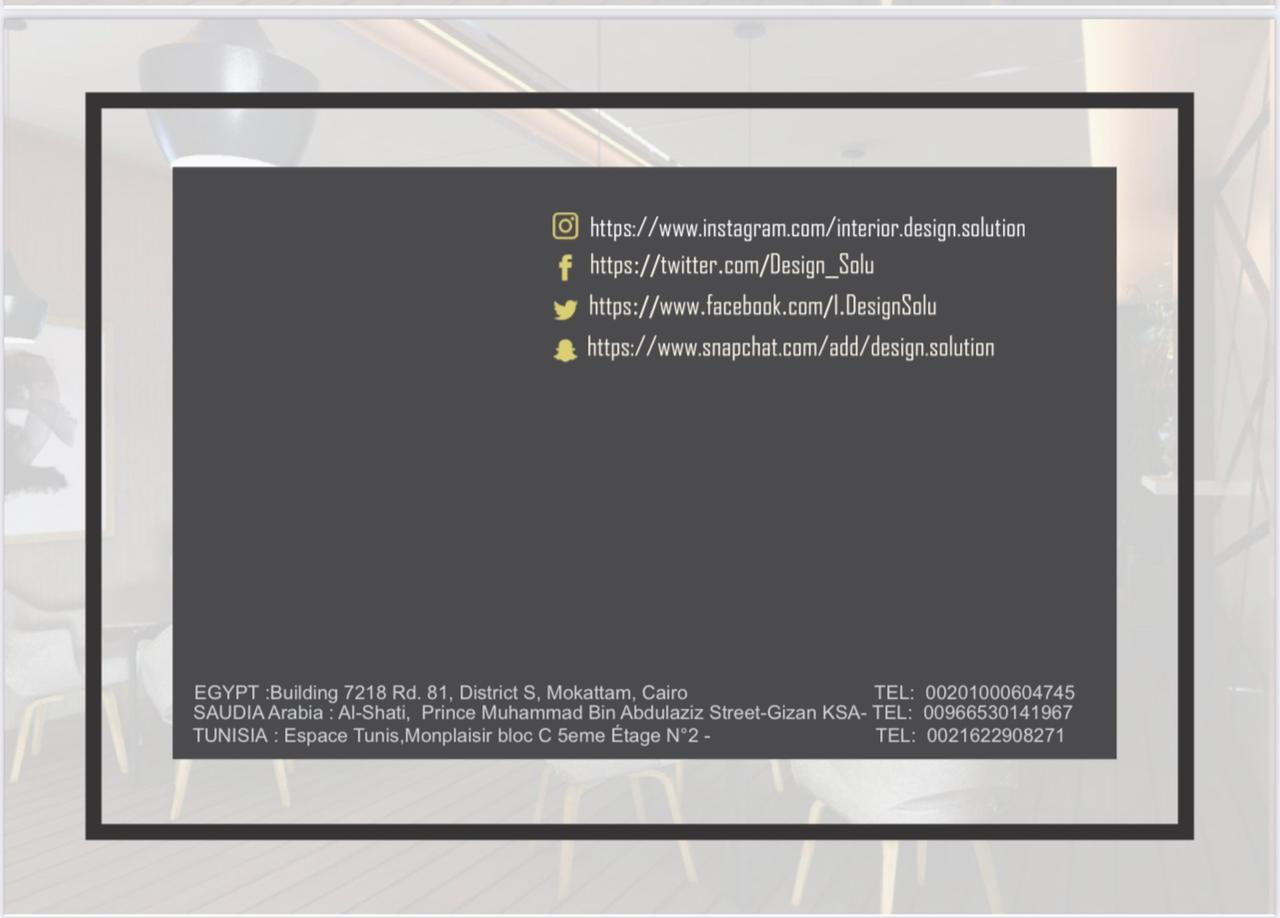 https://www.instagram.com/interior.design.solution
https://twitter.com/Design_Solu
https://www.facebook.com/I.DesignSolu
https://www.snapchat.com/add/design.solution
EGYPT :Building 7218 Rd. 81, District S, Mokattam, Cairo TEL: 00201000604745
SAUDIA Arabia : Al-Shati, Prince Muhammad Bin Abdulaziz Street-Gizan KSA- TEL: 00966530141967
TUNISIA : Espace Tunis,Monplaisir bloc C 5eme Étage N°2 - TEL: 0021622908271